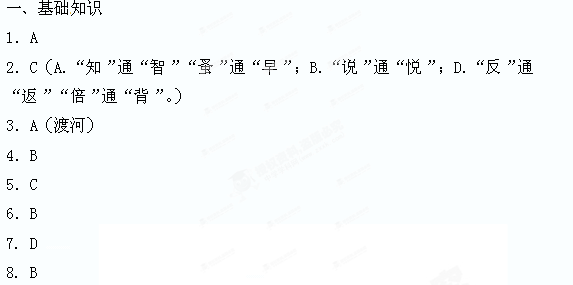 一、基础知识
1. A
2. C（A.“知”通“智”“蚤”通“早”；B.“说”通“悦”；D.“反”通
“返”“倍”通“背”。）
3. A（渡河）
4. B
5. C
6. B
7. D
8. B